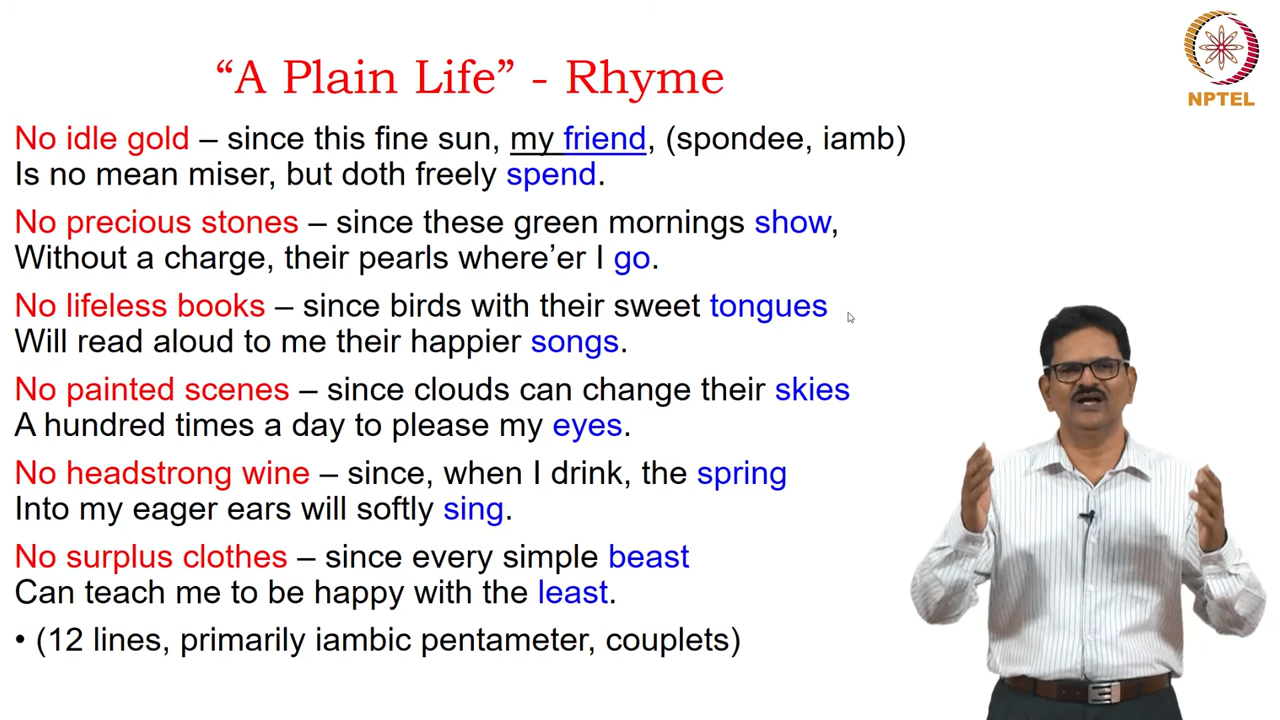 “A Plain Life” - Rhyme
NPTEL
No idle gold – since this fine sun, my friend, (spondee, iamb)
Is no mean miser, but doth freely spend.
No precious stones – since these green mornings show,
Without a charge, their pearls where’er I go.
No lifeless books – since birds with their sweet tongues
Will read aloud to me their happier songs.
No painted scenes – since clouds can change their skies
A hundred times a day to please my eyes.
No headstrong wine – since, when I drink, the spring
Into my eager ears will softly sing.
No surplus clothes – since every simple beast
Can teach me to be happy with the least.
• (12 lines, primarily iambic pentameter, couplets)